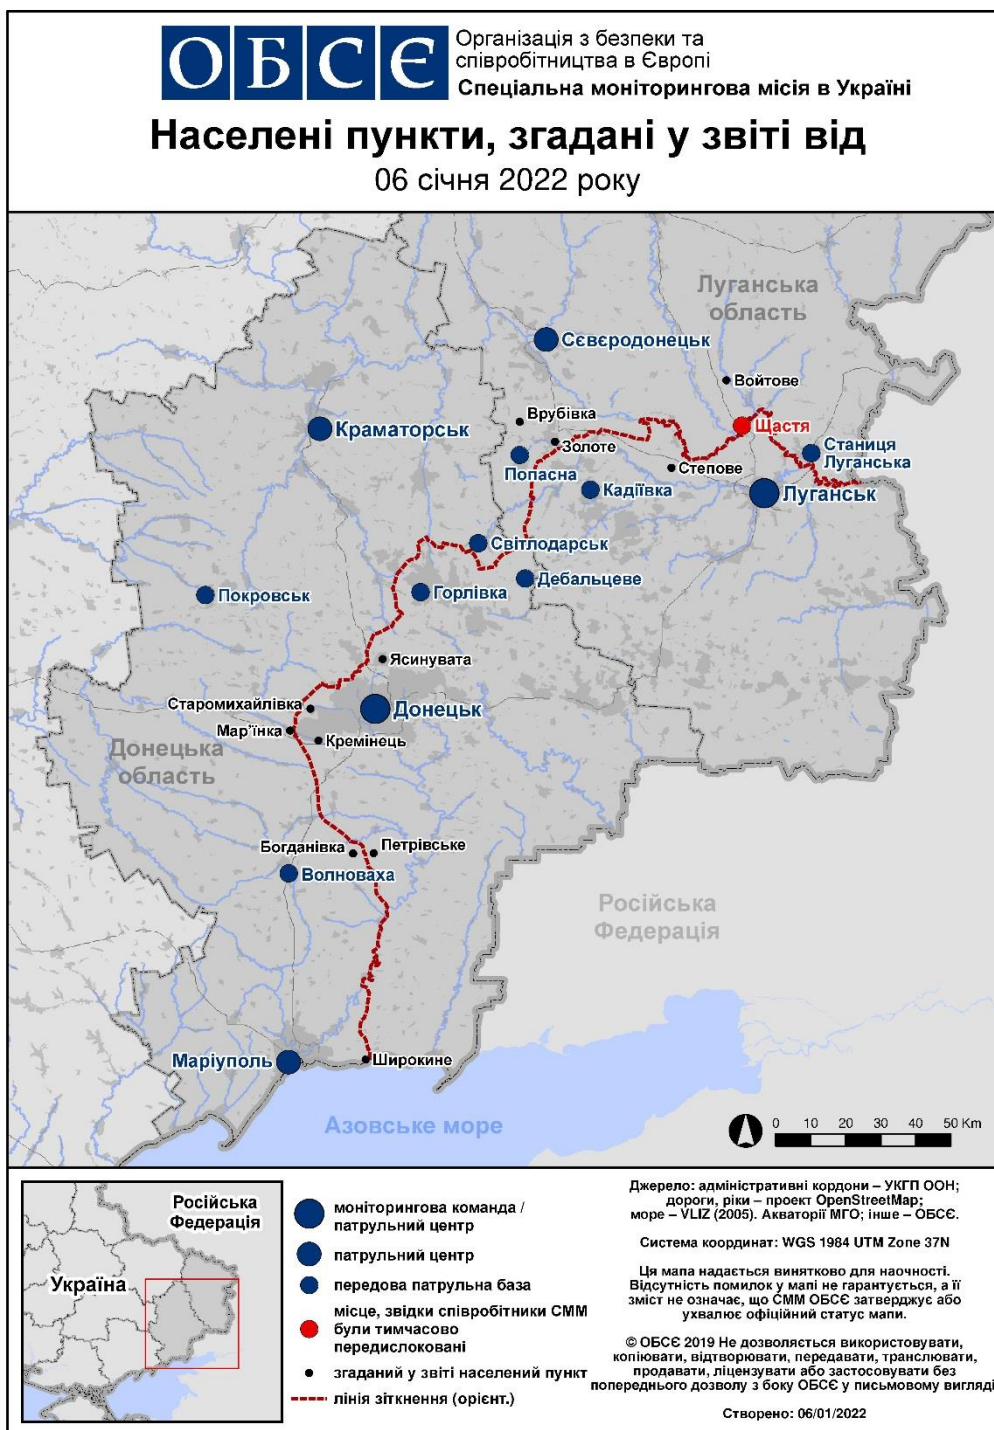 ОБСЄ
Організація з безпеки та
співробітництва в Європі
Спеціальна моніторингова місія в Україні
Населені пункти, згадані у звіті від
06 січня 2022 року
Луганська
область
Сєвєродонецьк
Войтове
Врубівка
Щастя
Краматорськ
Золоте
Станиця
Луганська
Попасна
Степове
Кадіївка
Луганськ
Світлодарськ
Дебальцеве
Горлівка
Покровськ
Ясинувата
Старомихайлівка
Донецьк
Мар’їнка
Кремінець
Донецька
область
Богданівка
Петрівське
Волноваха
Російська
Федерація
Маріуполь
Широкине
Азовське море
0 10 20 30 40 50 Km
Російська
Федерація
Україна
моніторингова команда /
патрульний центр
патрульний центр
передова патрульна база
місце, звідки співробітники СММ
були тимчасово
передислоковані
згаданий у звіті населений пункт
лінія зіткнення (орієнт.)
Джерело: адміністративні кордони – УКГП ООН;
дороги, ріки – проект OpenStreetMap;
море – VLIZ (2005). Акваторії МГО; інше – ОБСЄ.
Система координат: WGS 1984 UTM Zone 37N
Ця мапа надається винятково для наочності.
Відсутність помилок у мапі не гарантується, а її
зміст не означає, що СММ ОБСЄ затверджує або
ухвалює офіційний статус мапи.
© ОБСЄ 2019 Не дозволяється використовувати,
копіювати, відтворювати, передавати, транслювати,
продавати, ліцензувати або застосовувати без
попереднього дозволу з боку ОБСЄ у письмовому вигляді
Створено: 06/01/2022